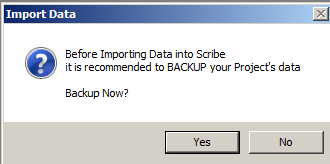 Import Data
Before Importing Data into Scribe
it is recommended to BACKUP your Project's data
Backup Now?
Yes
No